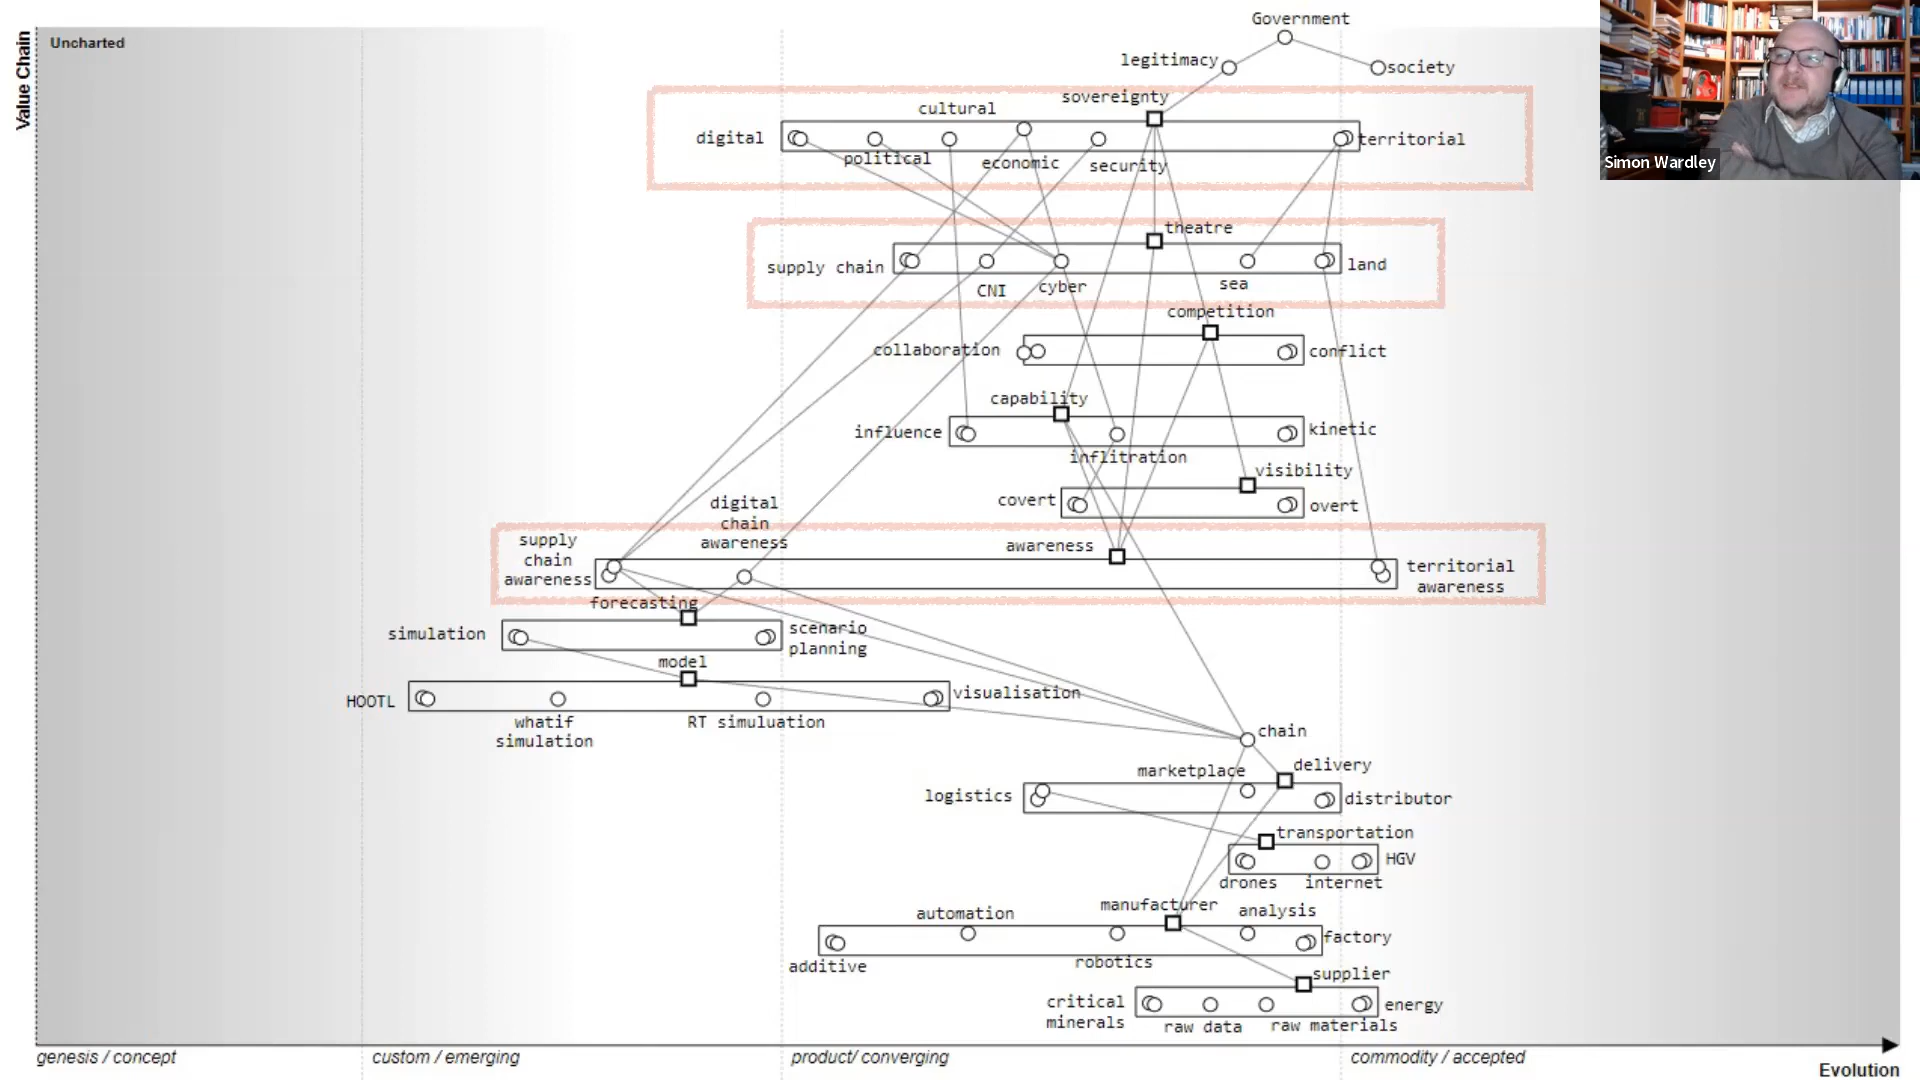 Value Chain
Uncharted
Government
legitimacy
society
sovereignty
cultural
digital
territorial
political
economic
security
theatre
supply chain
land
CNI
cyber
sea
competition
collaboration
conflict
capability
influence
kinetic
inflitration
visibility
covert
overt
digital
chain
awareness
supply
chain
awareness
awareness
territorial
awareness
forecasting
simulation
scenario
planning
model
HOOTL
visualisation
whatif
simulation
RT simuluation
chain
delivery
marketplace
logistics
distributor
transportation
HGV
drones
internet
manufacturer
automation
analysis
factory
additive
robotics
supplier
critical
minerals
energy
raw data
raw materials
genesis / concept
custom / emerging
product/ converging
commodity / accepted
Evolution
Simon Wardley